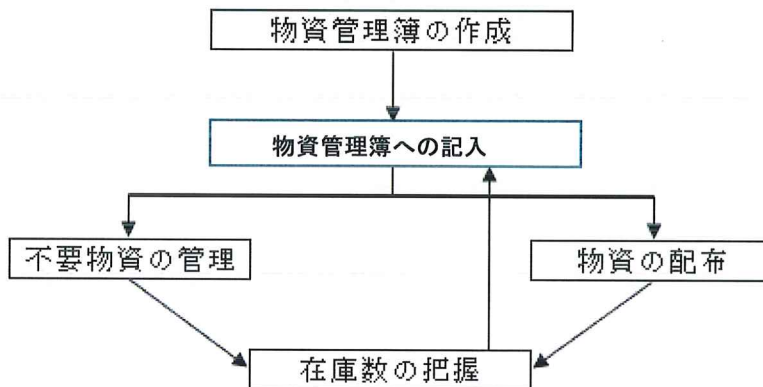 物資管理簿の作成
物資管理簿への記入
不要物資の管理
物資の配布
在庫数の把握